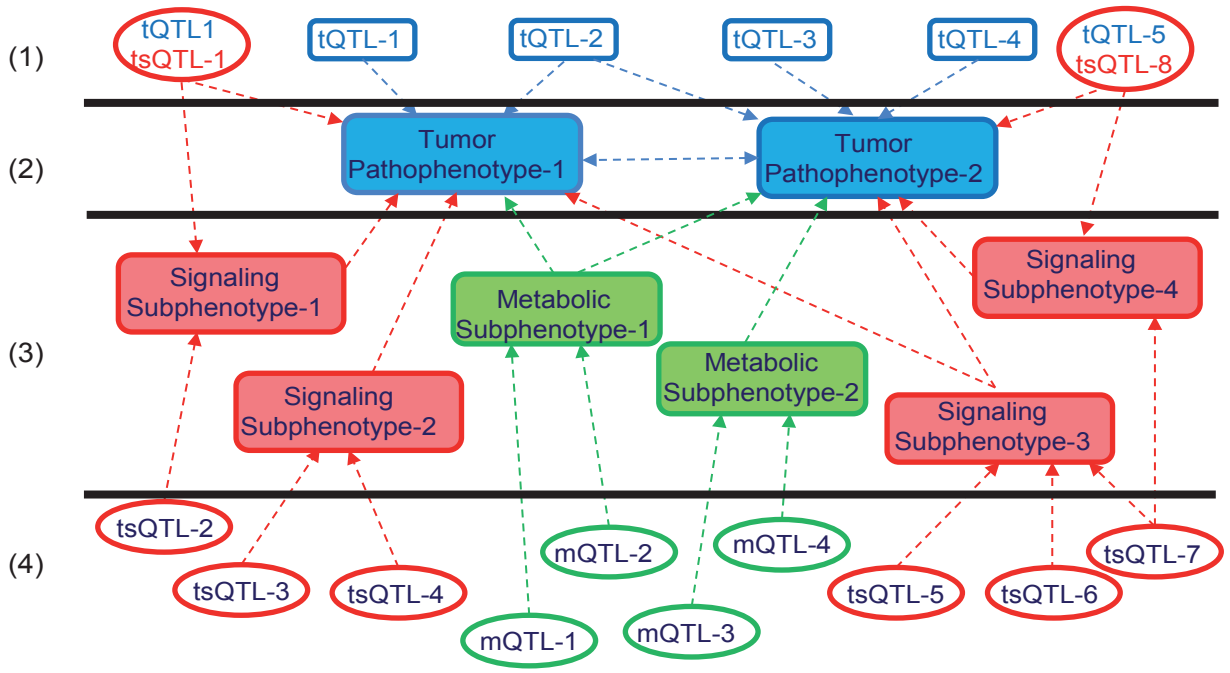 (1)
tQTL1
tsQTL-1
tQTL-1
tQTL-2
tQTL-3
tQTL-4
tQTL-5
tsQTL-8
(2)
Tumor
Pathophenotype-1
Tumor
Pathophenotype-2
(3)
Signaling
Subphenotype-1
Metabolic
Subphenotype-1
Signaling
Subphenotype-4
Signaling
Subphenotype-2
Metabolic
Subphenotype-2
Signaling
Subphenotype-3
(4)
tsQTL-2
tsQTL-3
tsQTL-4
mQTL-1
mQTL-2
mQTL-3
mQTL-4
tsQTL-5
tsQTL-6
tsQTL-7